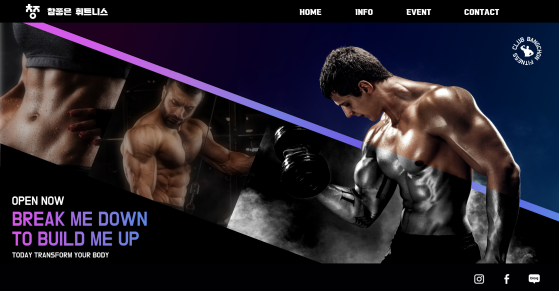 참좋은 휘트니스
HOME INFO EVENT CONTACT
OPEN NOW
BREAK ME DOWN
TO BUILD ME UP
TODAY TRANSFORM YOUR BODY